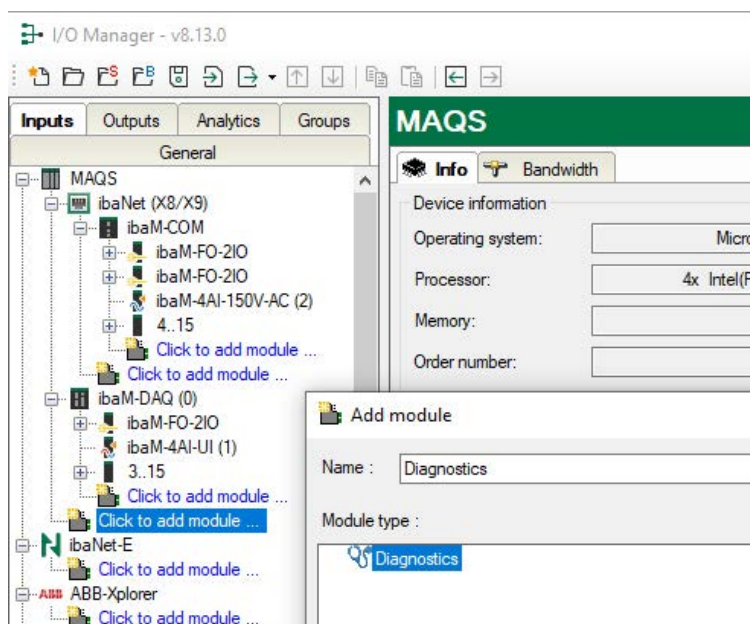 I/O Manager - v8.13.0
Inputs Outputs Analytics Groups
General
MAQS
ibaNet (X8/X9)
ibaM-COM
ibaM-FO-2IO
ibaM-FO-2IO
ibaM-4AI-150V-AC (2)
4..15
Click to add module ...
Click to add module ...
ibaM-DAQ (0)
ibaM-FO-2IO
ibaM-4AI-UI (1)
3..15
Click to add module ...
Click to add module ...
ibaNet-E
Click to add module ...
ABB ABB-Xplorer
Click to add module ...
MAQS
Info Bandwidth
Device information
Operating system: Micro
Processor: 4x Intel(
Memory:
Order number:
Add module
Name : Diagnostics
Module type :
Diagnostics